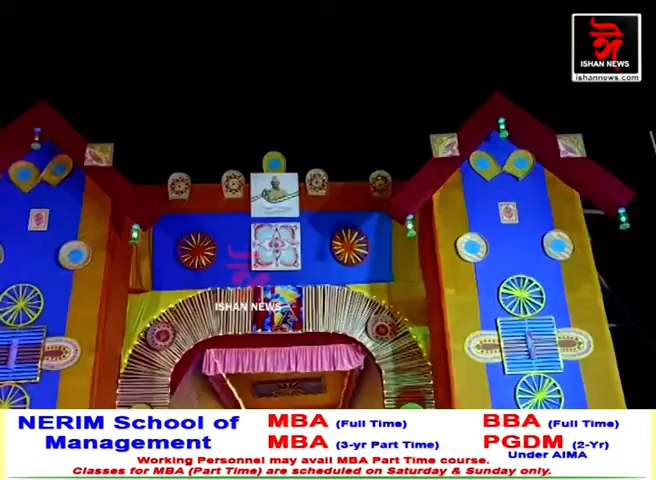 ঈ
ISHAN NEWS
ishannews.com
ISHAN NEWS
NERIM School of Management
MBA (Full Time)
MBA (3-yr Part Time)
BBA (Full Time)
PGDM (2-Yr)
Under AIMA
Working Personnel may avail MBA Part Time course.
Classes for MBA (Part Time) are scheduled on Saturday & Sunday only.